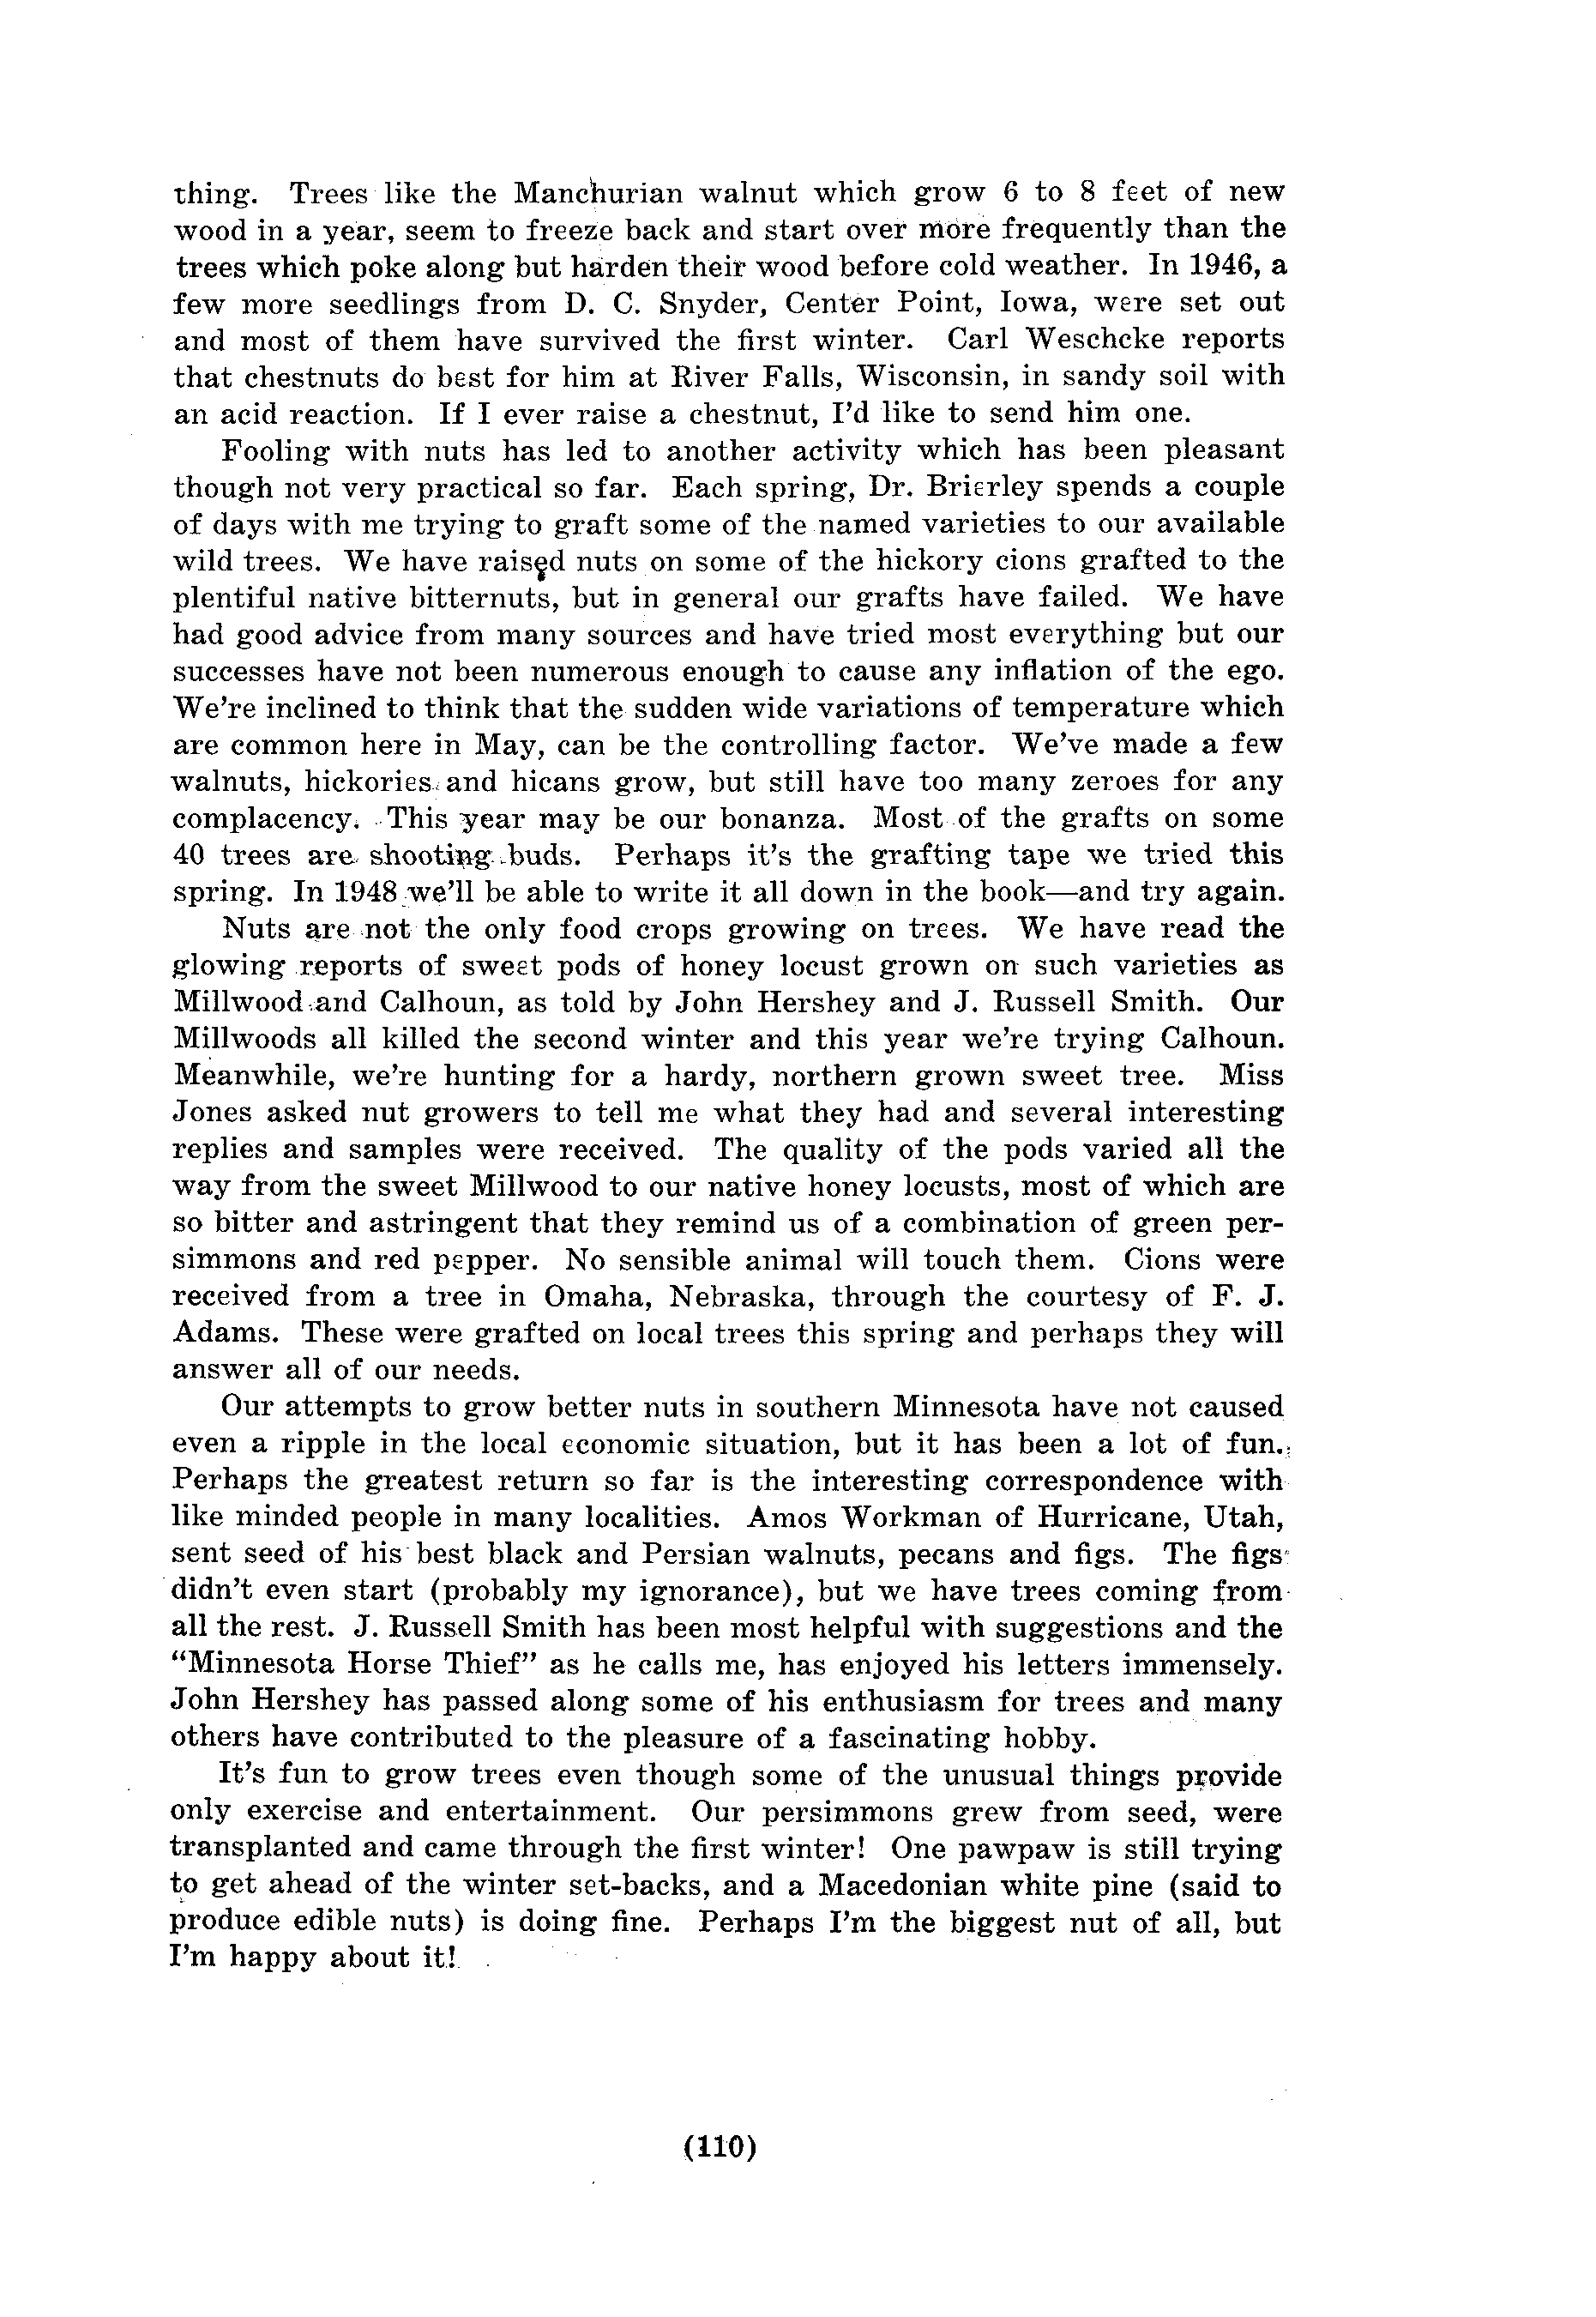 thing. Trees like the Manchurian walnut which grow 6 to 8 feet of new
wood in a year, seem to freeze back and start over more frequently than the
trees which poke along but harden their wood before cold weather. In 1946, a
few more seedlings from D. C. Snyder, Center Point, Iowa, were set out
and most of them have survived the first winter. Carl Weschcke reports
that chestnuts do best for him at River Falls, Wisconsin, in sandy soil with
an acid reaction. If I ever raise a chestnut, I'd like to send him one.
Fooling with nuts has led to another activity which has been pleasant
though not very practical so far. Each spring, Dr. Brierley spends a couple
of days with me trying to graft some of the named varieties to our available
wild trees. We have raised nuts on some of the hickory cions grafted to the
plentiful native bitternuts, but in general our grafts have failed. We have
had good advice from many sources and have tried most everything but our
successes have not been numerous enough to cause any inflation of the ego.
We're inclined to think that the sudden wide variations of temperature which
are common here in May, can be the controlling factor. We've made a few
walnuts, hickories and hicans grow, but still have too many zeroes for any
complacency. This year may be our bonanza. Most of the grafts on some
40 trees are shooting buds. Perhaps it's the grafting tape we tried this
spring. In 1948 we'll be able to write it all down in the book—and try again.
Nuts are not the only food crops growing on trees. We have read the
glowing reports of sweet pods of honey locust grown on such varieties as
Millwood and Calhoun, as told by John Hershey and J. Russell Smith. Our
Millwoods all killed the second winter and this year we're trying Calhoun.
Meanwhile, we're hunting for a hardy, northern grown sweet tree. Miss
Jones asked nut growers to tell me what they had and several interesting
replies and samples were received. The quality of the pods varied all the
way from the sweet Millwood to our native honey locusts, most of which are
so bitter and astringent that they remind us of a combination of green per-
simmons and red pepper. No sensible animal will touch them. Cions were
received from a tree in Omaha, Nebraska, through the courtesy of F. J.
Adams. These were grafted on local trees this spring and perhaps they will
answer all of our needs.
Our attempts to grow better nuts in southern Minnesota have not caused
even a ripple in the local economic situation, but it has been a lot of fun.
Perhaps the greatest return so far is the interesting correspondence with
like minded people in many localities. Amos Workman of Hurricane, Utah,
sent seed of his best black and Persian walnuts, pecans and figs. The figs
didn't even start (probably my ignorance), but we have trees coming from
all the rest. J. Russell Smith has been most helpful with suggestions and the
"Minnesota Horse Thief" as he calls me, has enjoyed his letters immensely.
John Hershey has passed along some of his enthusiasm for trees and many
others have contributed to the pleasure of a fascinating hobby.
It's fun to grow trees even though some of the unusual things provide
only exercise and entertainment. Our persimmons grew from seed, were
transplanted and came through the first winter! One pawpaw is still trying
to get ahead of the winter set-backs, and a Macedonian white pine (said to
produce edible nuts) is doing fine. Perhaps I'm the biggest nut of all, but
I'm happy about it!
(110)